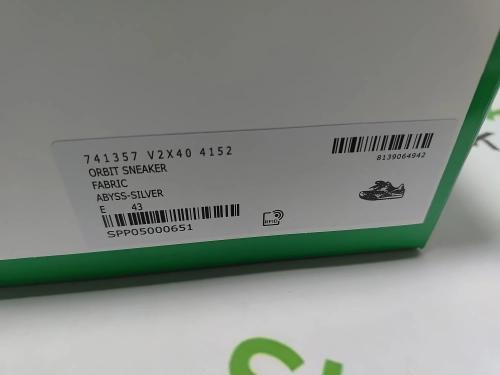 741357 V2X40 4152
ORBIT SNEAKER
FABRIC
ABYSS-SILVER
E 43
SPP05000651
8139064942
RFID